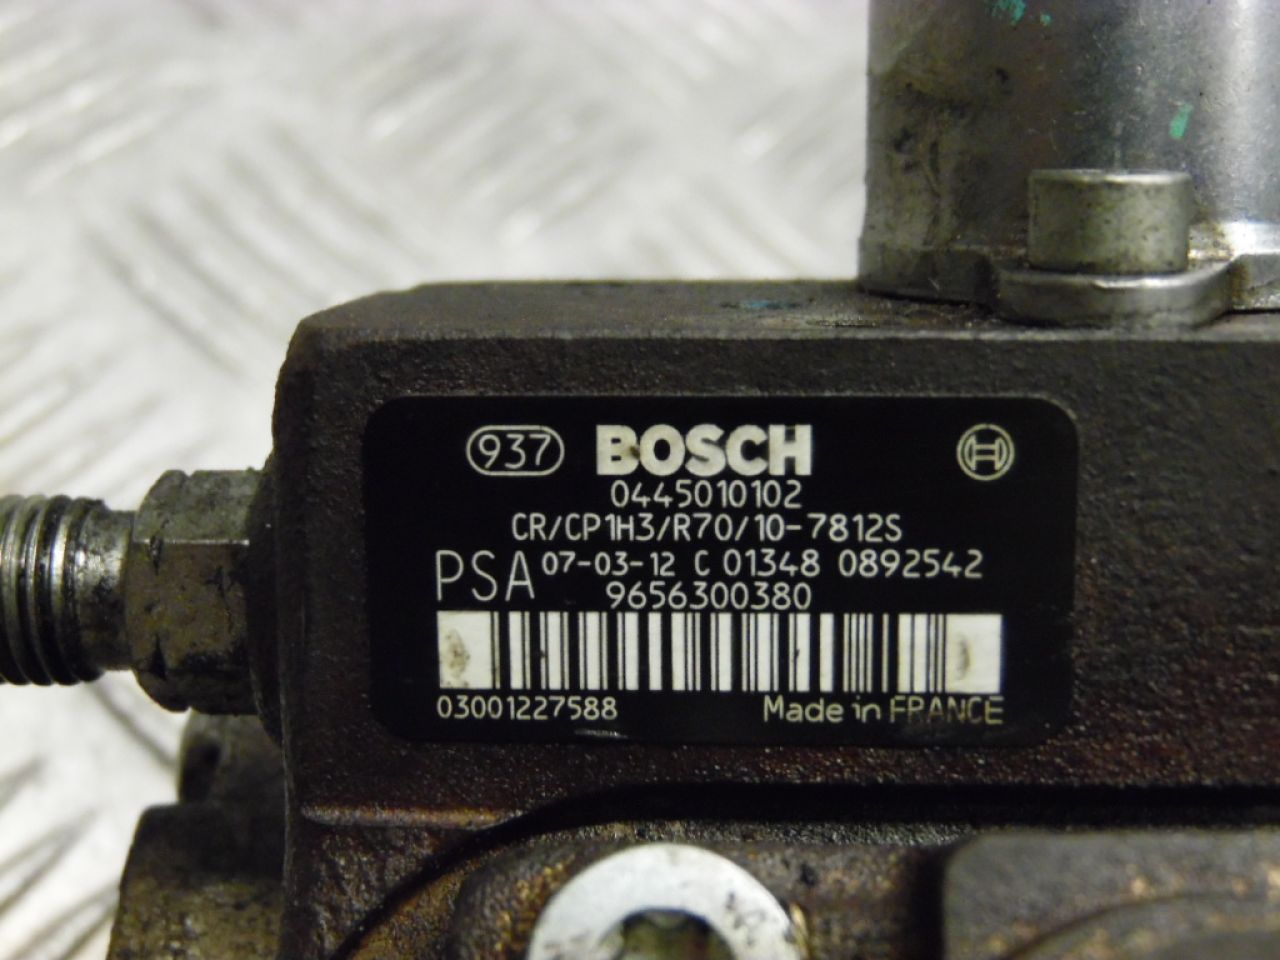 937 BOSCH
0445010102
CR/CP1H3/R70/10-7812S
PSA 07-03-12 C 01348 0892542
9656300380
03001227588 Made in FRANCE